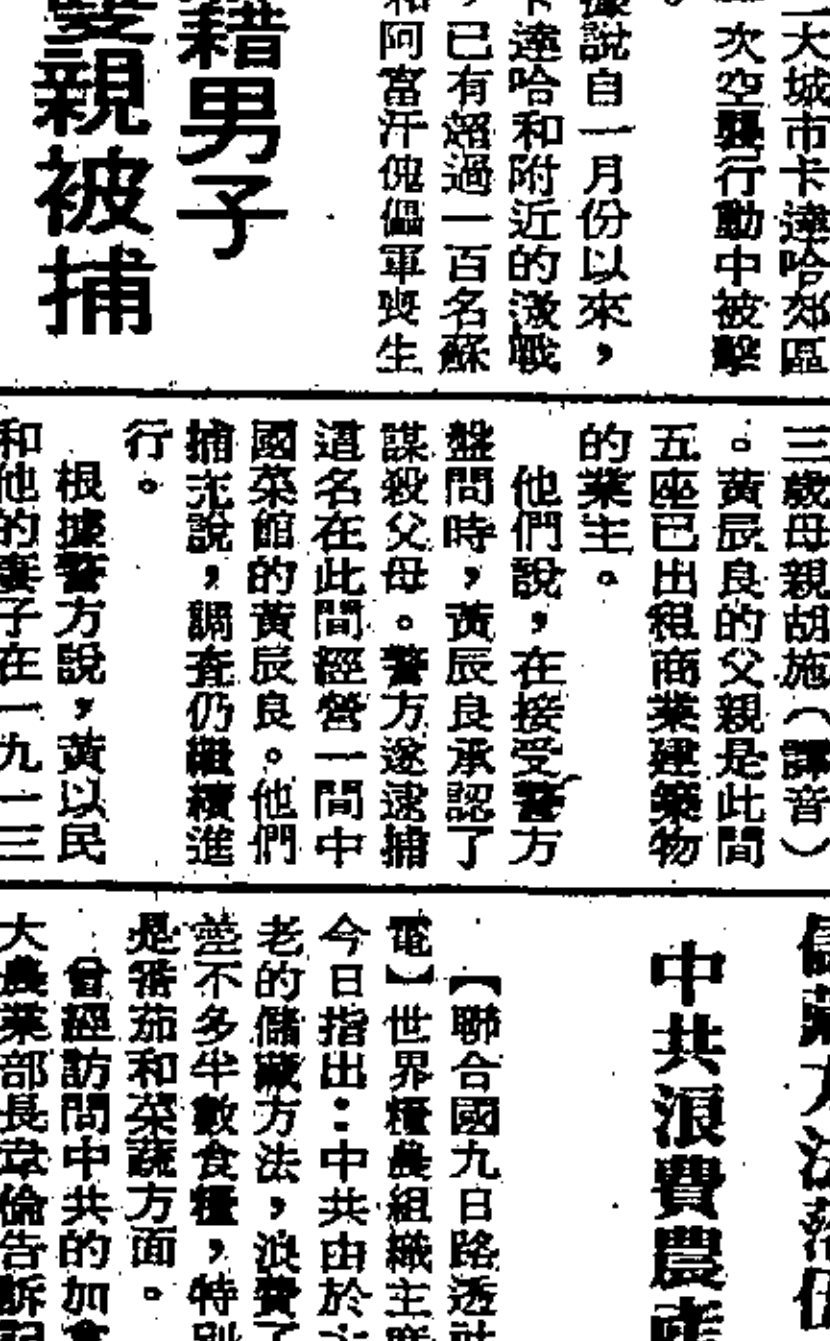 二大城市卡達哈郊區
次空襲行動中被擊
。
據說自一月份以來,
卡達哈和附近的激戰
,已有超過一百名蘇
和阿富汗傀儡軍喪生
籍男子
雙親被捕
三歲母親胡施(譯音)
。黃辰良的父親是此間
五座已出租商業建築物
的業主。
他們說,在接受警方
盤問時,黃辰良承認了
謀殺父母。警方遂逮捕
這名在此間經營一間中
國菜館的黃辰良。他們
補充說,調查仍繼續進
行。
根據警方說,黃以民
和他的妻子在一九一三
儲藏方法落伍
中共浪費農產
【聯合國九日路透社
電】世界糧農組織主
今日指出:中共由於
老的儲藏方法,浪費了
差不多半數食糧,特別
是番茄和菜蔬方面。
曾經訪問中共的加拿
大農業部長韋倫告訴記